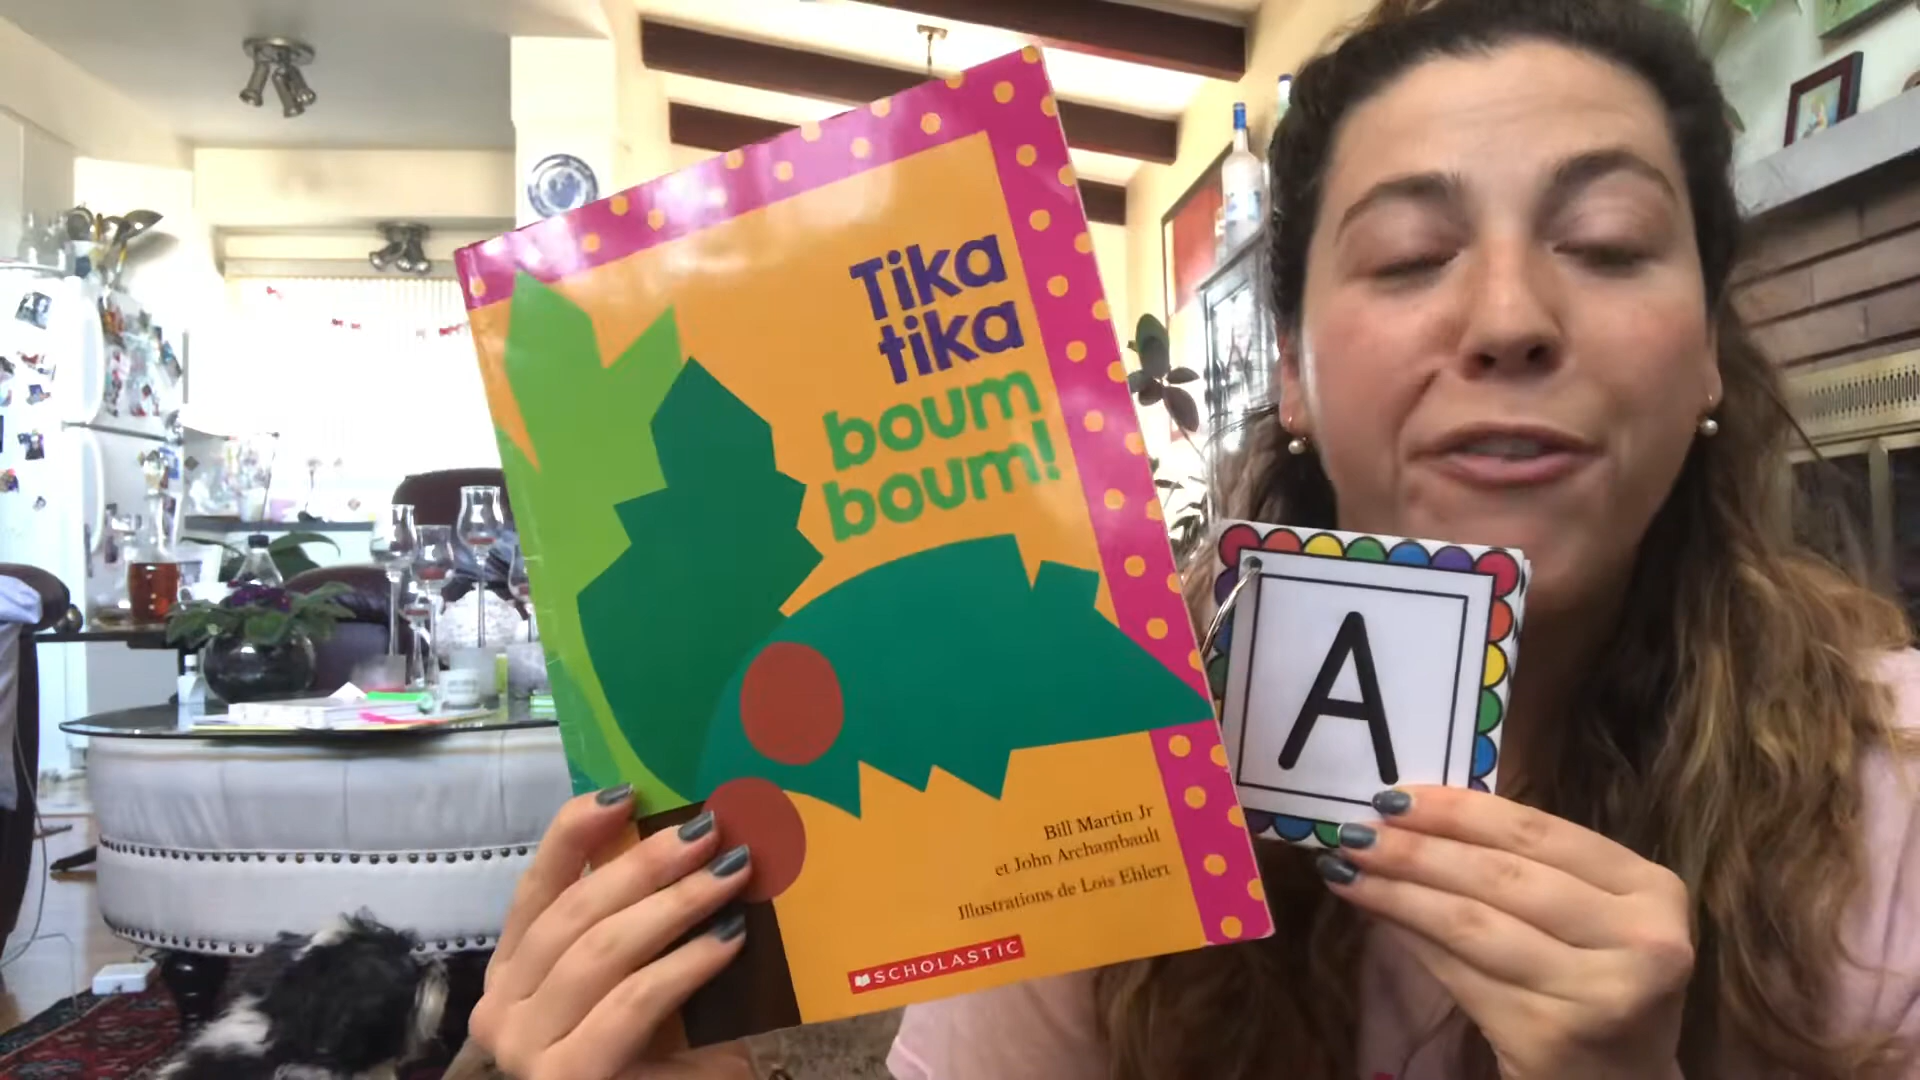 Tika
tika
boum
boum!
Bill Martin Jr
et John Archambault
Illustrations de Lois Ehlert
SCHOLASTIC
A